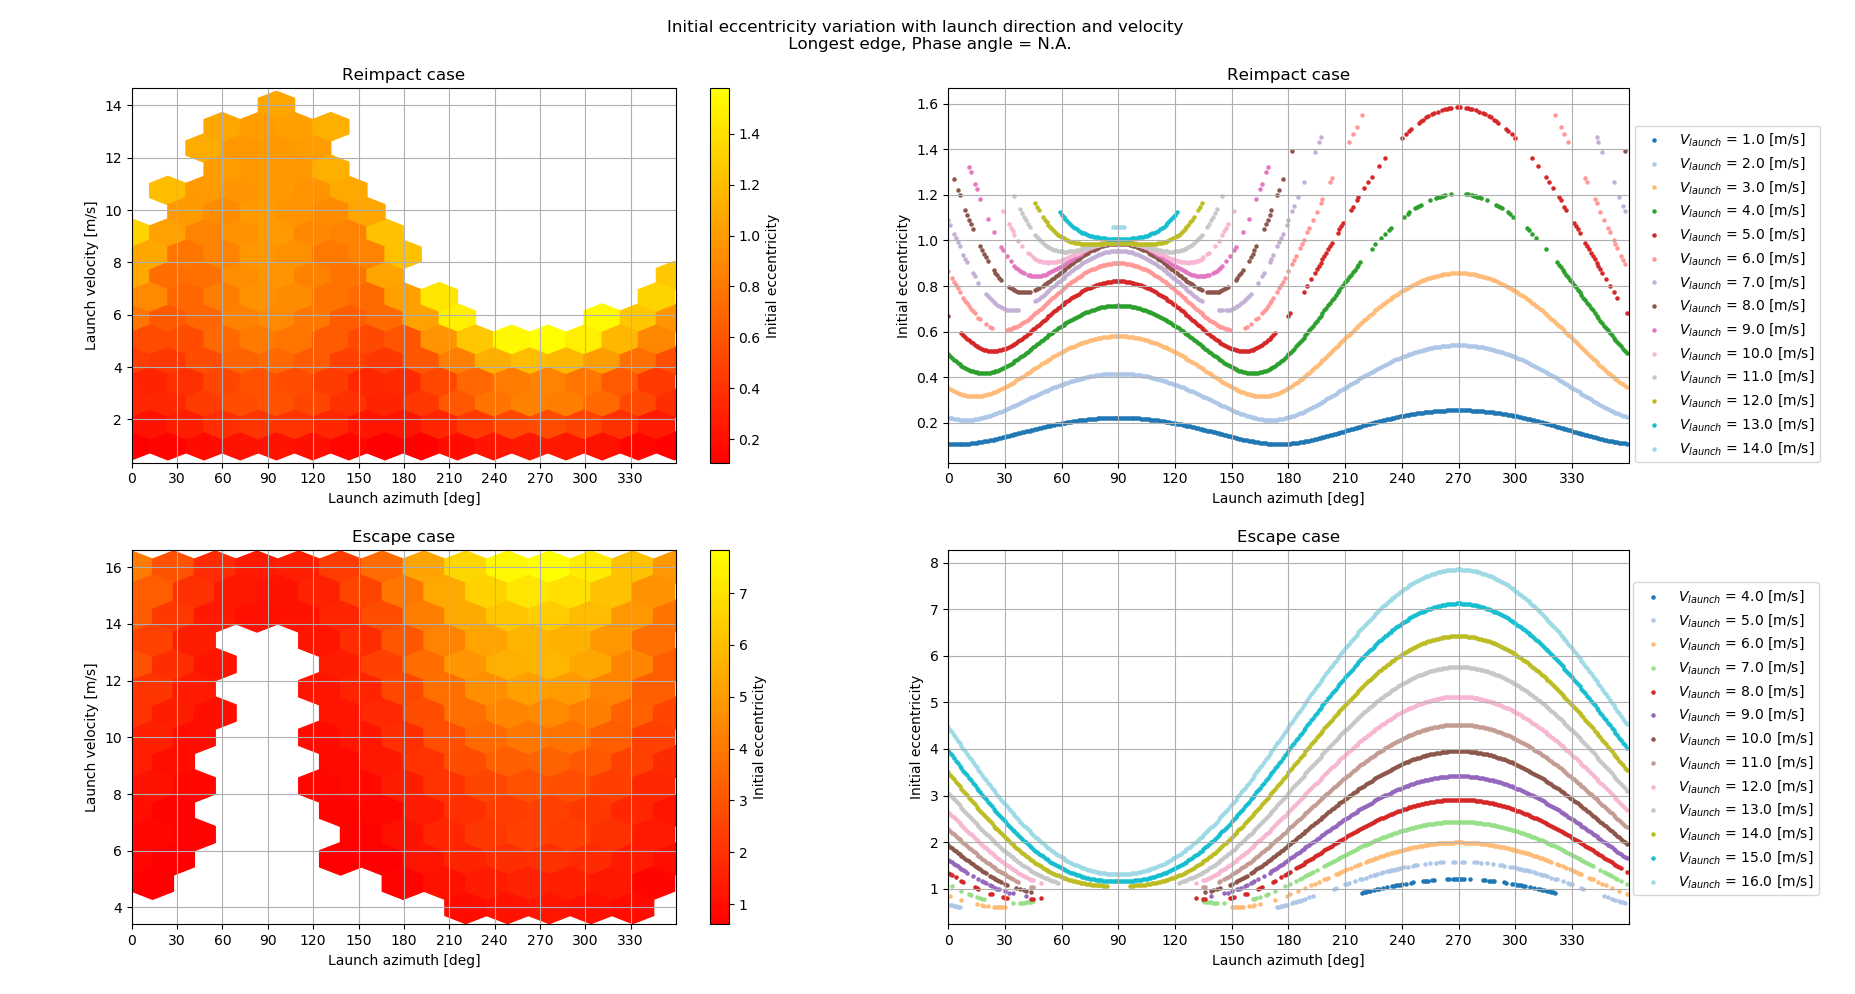 Initial eccentricity variation with launch direction and velocity
Longest edge, Phase angle = N.A.
Reimpact case
14
12
10
8
6
4
2
Launch velocity [m/s]
0 30 60 90 120 150 180 210 240 270 300 330
Launch azimuth [deg]
1.4
1.2
1.0
0.8
0.6
0.4
0.2
Initial eccentricity
Reimpact case
1.6
1.4
1.2
1.0
0.8
0.6
0.4
0.2
Initial eccentricity
0 30 60 90 120 150 180 210 240 270 300 330
Launch azimuth [deg]
V_launch = 1.0 [m/s]
V_launch = 2.0 [m/s]
V_launch = 3.0 [m/s]
V_launch = 4.0 [m/s]
V_launch = 5.0 [m/s]
V_launch = 6.0 [m/s]
V_launch = 7.0 [m/s]
V_launch = 8.0 [m/s]
V_launch = 9.0 [m/s]
V_launch = 10.0 [m/s]
V_launch = 11.0 [m/s]
V_launch = 12.0 [m/s]
V_launch = 13.0 [m/s]
V_launch = 14.0 [m/s]
Escape case
16
14
12
10
8
6
4
Launch velocity [m/s]
0 30 60 90 120 150 180 210 240 270 300 330
Launch azimuth [deg]
7
6
5
4
3
2
1
Initial eccentricity
Escape case
8
7
6
5
4
3
2
1
Initial eccentricity
0 30 60 90 120 150 180 210 240 270 300 330
Launch azimuth [deg]
V_launch = 4.0 [m/s]
V_launch = 5.0 [m/s]
V_launch = 6.0 [m/s]
V_launch = 7.0 [m/s]
V_launch = 8.0 [m/s]
V_launch = 9.0 [m/s]
V_launch = 10.0 [m/s]
V_launch = 11.0 [m/s]
V_launch = 12.0 [m/s]
V_launch = 13.0 [m/s]
V_launch = 14.0 [m/s]
V_launch = 15.0 [m/s]
V_launch = 16.0 [m/s]